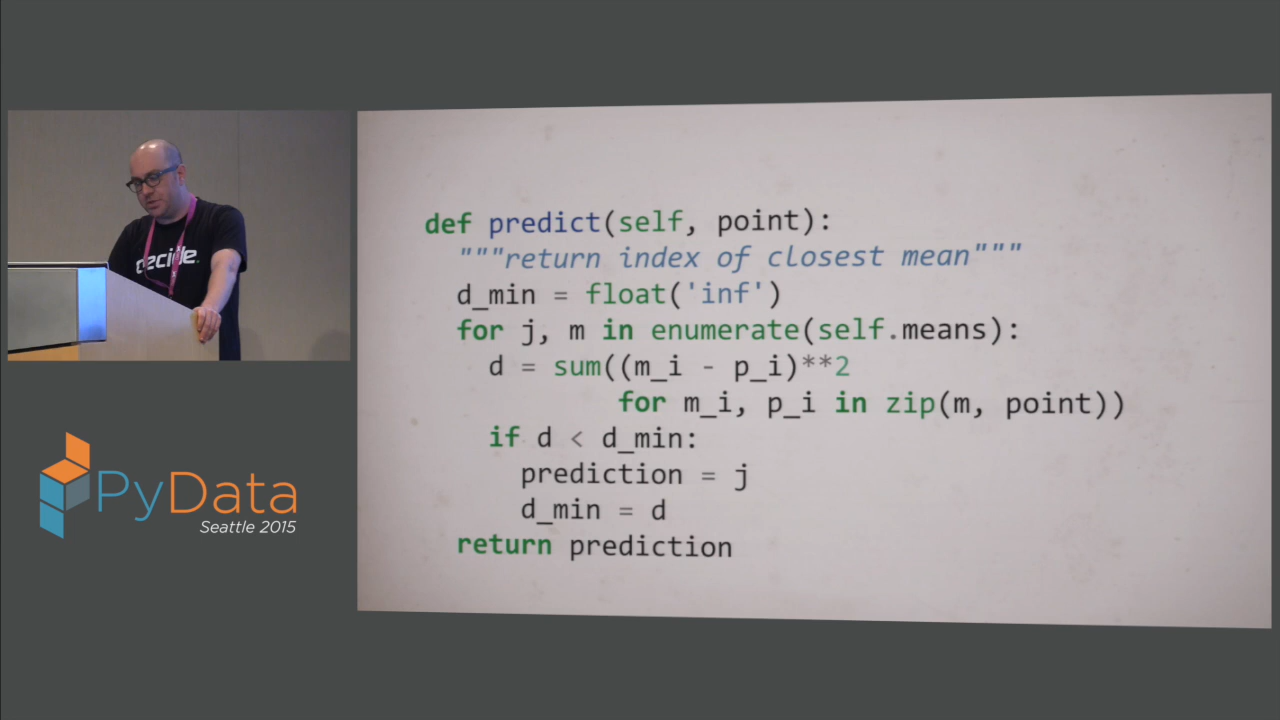 ecide.
PyData
Seattle 2015
def predict(self, point):
"""return index of closest mean"""
d_min = float('inf')
for j, m in enumerate(self.means):
d = sum((m_i - p_i)**2
for m_i, p_i in zip(m, point))
if d < d_min:
prediction = j
d_min = d
return prediction